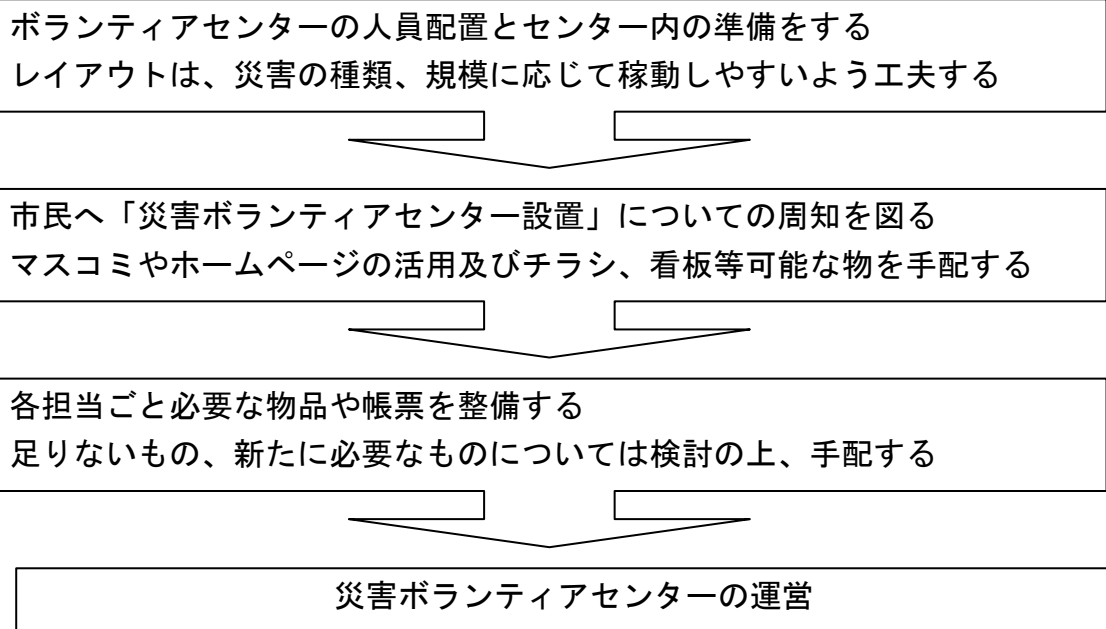 ボランティアセンターの人員配置とセンター内の準備をする
レイアウトは、災害の種類、規模に応じて稼動しやすいよう工夫する
市民へ「災害ボランティアセンター設置」についての周知を図る
マスコミやホームページの活用及びチラシ、看板等可能な物を手配する
各担当ごと必要な物品や帳票を整備する
足りないもの、新たに必要なものについては検討の上、手配する
災害ボランティアセンターの運営